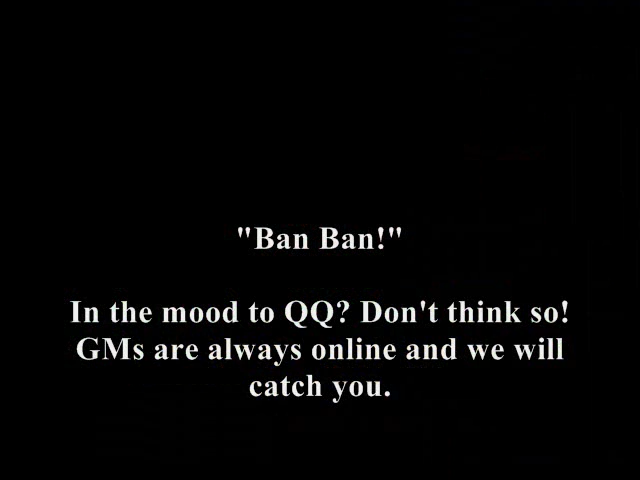 "Ban Ban!"
In the mood to QQ? Don't think so!
GMs are always online and we will
catch you.